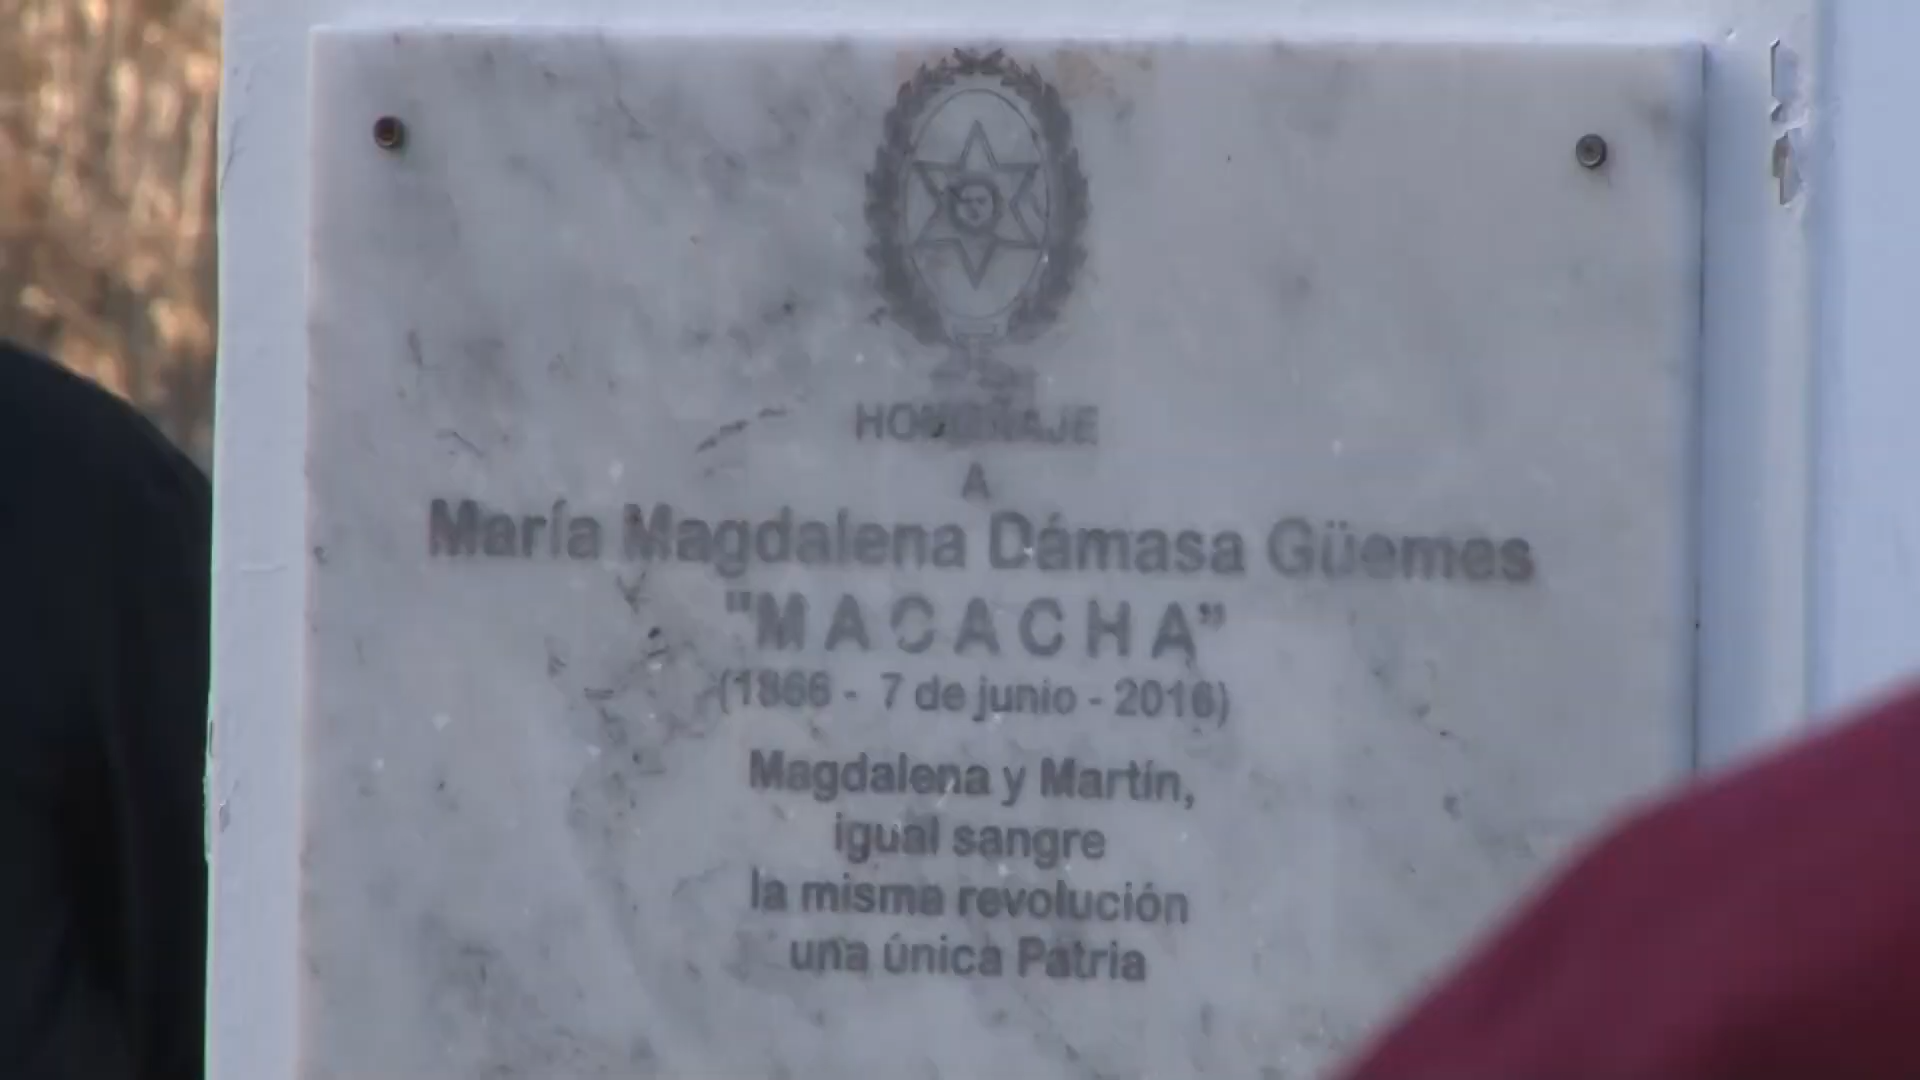 HOMENAJE
A
María Magdalena Dámasa Güemes
"MACACHA"
(1866 - 7 de junio - 2016)
Magdalena y Martín,
igual sangre
la misma revolución
una única Patria